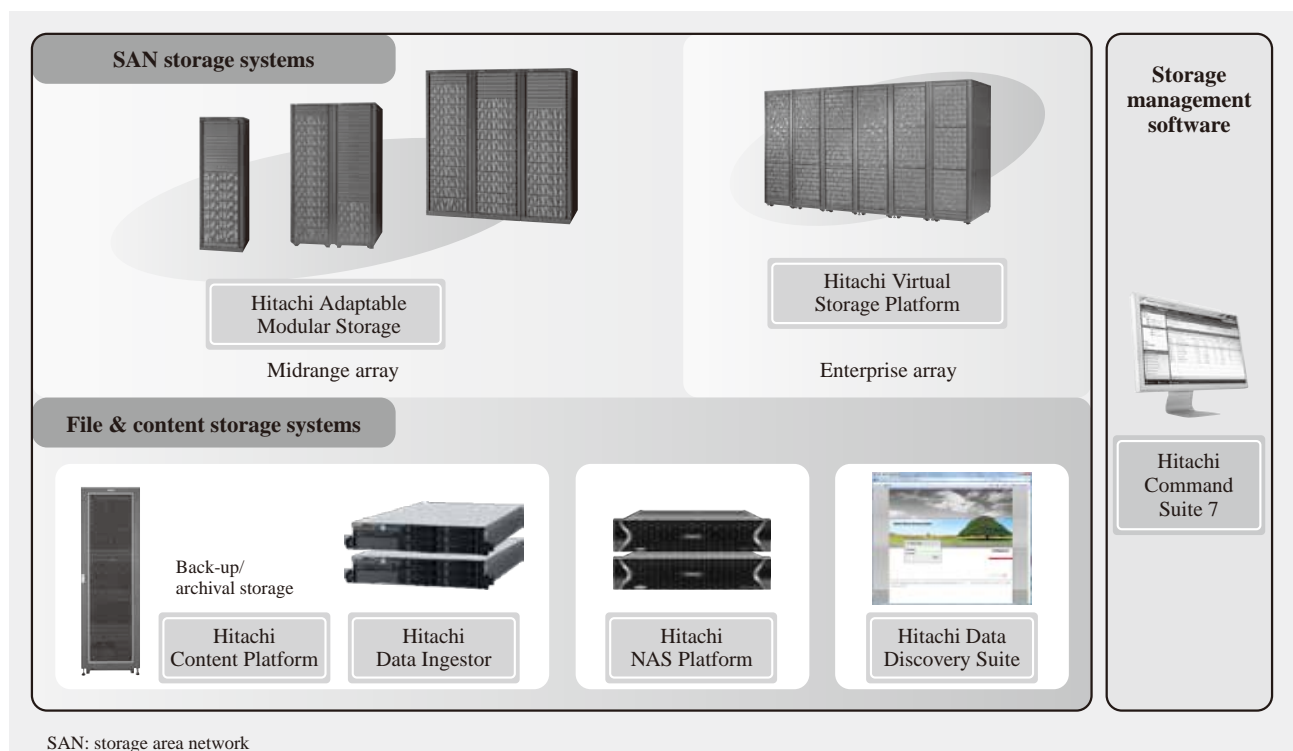 SAN storage systems
Storage
management
software
Hitachi Adaptable
Modular Storage
Midrange array
Hitachi Virtual
Storage Platform
Enterprise array
Hitachi
Command
Suite 7
File & content storage systems
Back-up/
archival storage
Hitachi
Content Platform
Hitachi
Data Ingestor
Hitachi
NAS Platform
Hitachi Data
Discovery Suite
SAN: storage area network